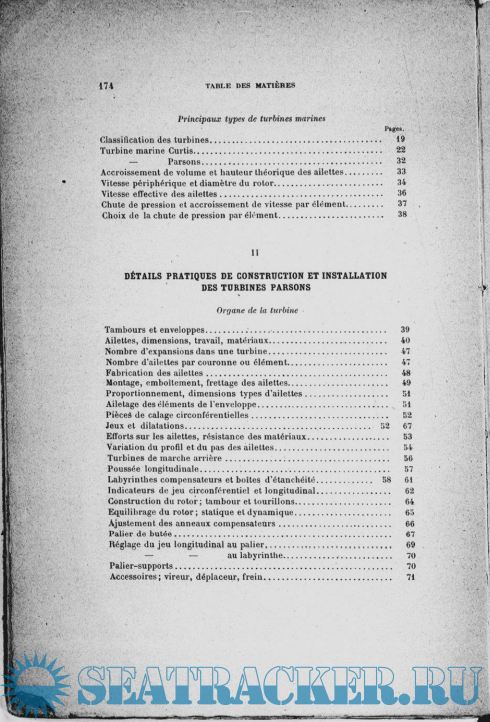 174 TABLE DES MATIÈRES
Principaux types de turbines marines
Pages.
Classification des turbines........................................ 19
Turbine marine Curtis........................................... 22
— Parsons.......................................... 32
Accroissement de volume et hauteur théorique des ailettes......... 33
Vitesse périphérique et diamètre du rotor......................... 34
Vitesse effective des ailettes...................................... 36
Chute de pression et accroissement de vitesse par élément......... 37
Choix de la chute de pression par élément........................ 38
II
DÉTAILS PRATIQUES DE CONSTRUCTION ET INSTALLATION
DES TURBINES PARSONS
Organe de la turbine
Tambours et enveloppes.......................................... 39
Ailettes, dimensions, travail, matériaux............................ 40
Nombre d'expansions dans une turbine............................ 47
Nombre d'ailettes par couronne ou élément....................... 47
Fabrication des ailettes.......................................... 48
Montage, emboîtement, frettage des ailettes....................... 49
Proportionnement, dimensions types d'ailettes.................... 51
Ailetage des éléments de l'enveloppe.............................. 51
Pièces de calage circonférentielles................................ 52
Jeux et dilatations........................................... 52 67
Efforts sur les ailettes, résistance des matériaux................... 53
Variation du profil et du pas des ailettes........................... 54
Turbines de marche arrière....................................... 56
Poussée longitudinale............................................ 57
Labyrinthes compensateurs et boîtes d'étanchéité............. 58 61
Indicateurs de jeu circonférentiel et longitudinal.................. 62
Construction du rotor; tambour et tourillons...................... 64
Equilibrage du rotor; statique et dynamique...................... 65
Ajustement des anneaux compensateurs.......................... 66
Palier de butée.................................................. 67
Réglage du jeu longitudinal au palier............................. 69
— — au labyrinthe......................... 70
Palier-supports.................................................. 70
Accessoires; vireur, déplaceur, frein.............................. 71
SEATRACKER.RU